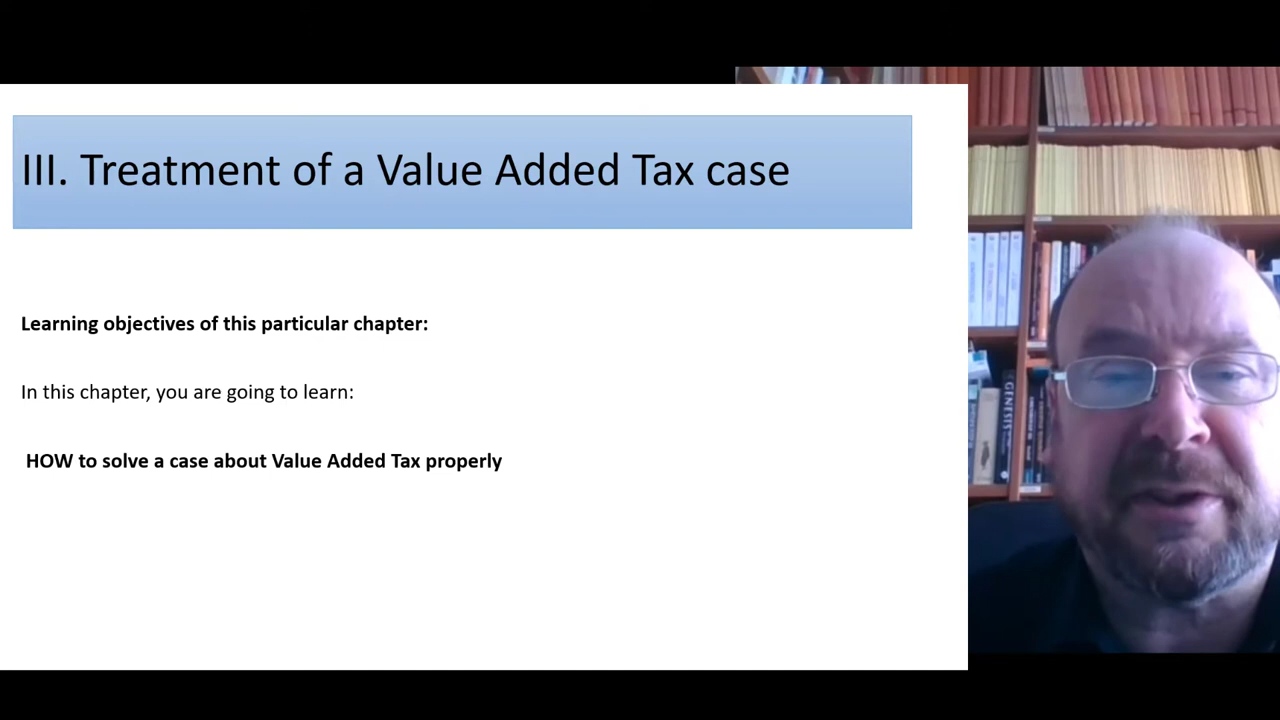 III. Treatment of a Value Added Tax case
Learning objectives of this particular chapter:
In this chapter, you are going to learn:
HOW to solve a case about Value Added Tax properly
GENESIS